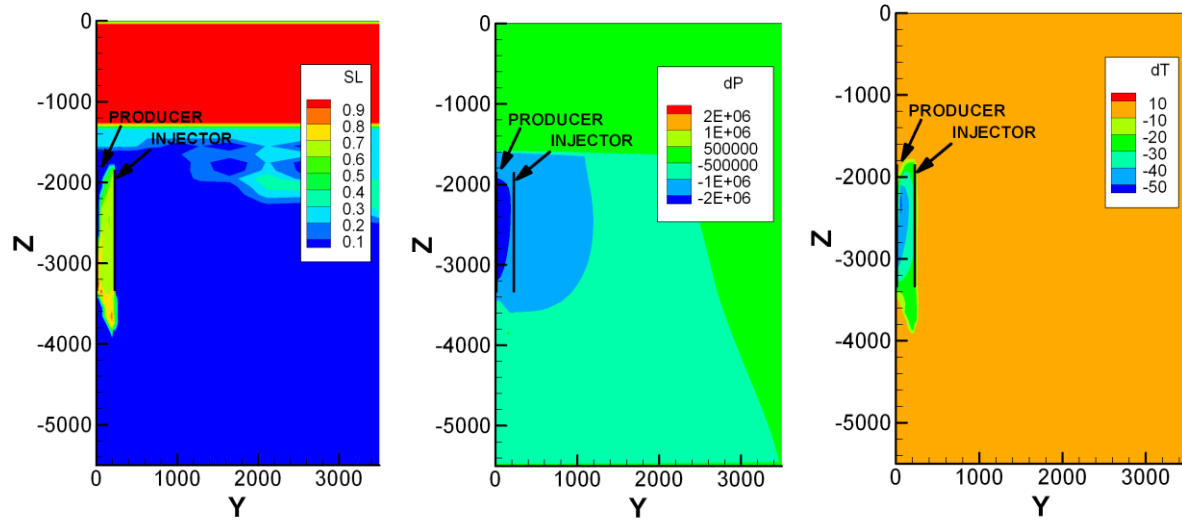 0
-1000
-2000
-3000
-4000
-5000
Z
0
1000
2000
3000
Y
PRODUCER
INJECTOR
SL
0.9
0.8
0.7
0.6
0.5
0.4
0.3
0.2
0.1
0
-1000
-2000
-3000
-4000
-5000
Z
0
1000
2000
3000
Y
PRODUCER
INJECTOR
dP
2E+06
1E+06
500000
-500000
-1E+06
-2E+06
0
-1000
-2000
-3000
-4000
-5000
Z
0
1000
2000
3000
Y
PRODUCER
INJECTOR
dT
10
-10
-20
-30
-40
-50